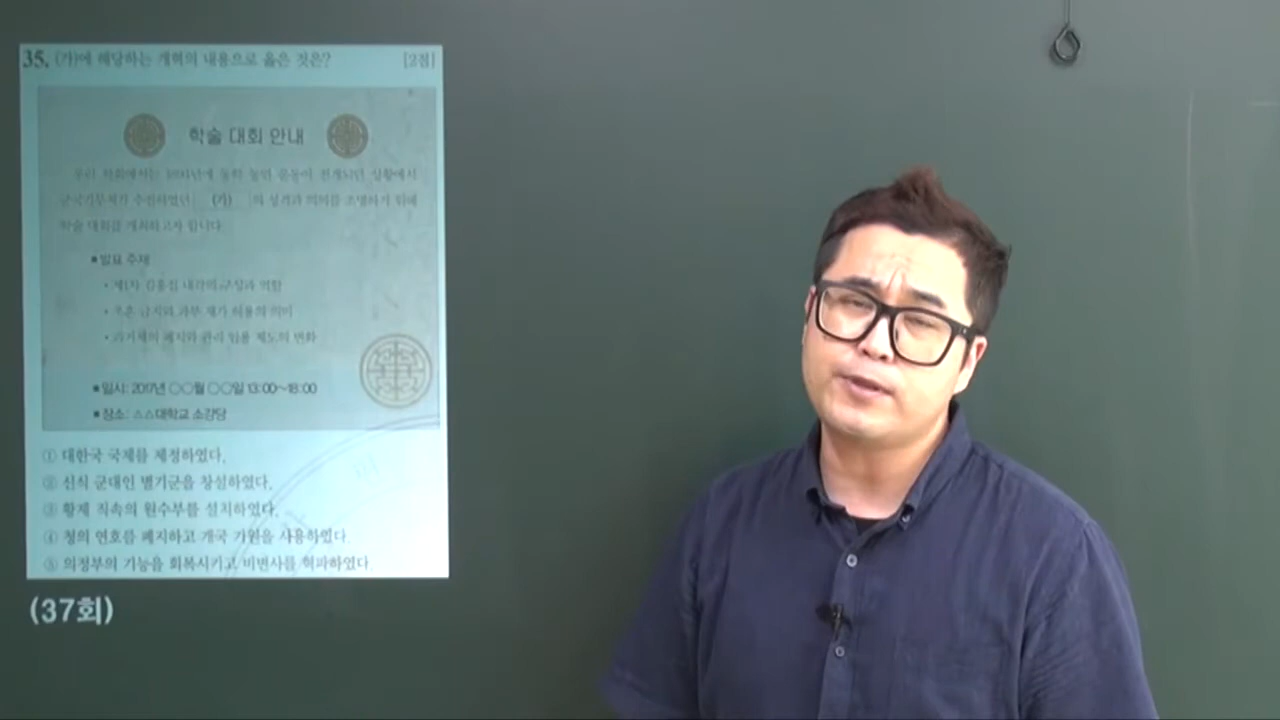 35. (가)에 해당하는 개혁의 내용으로 옳은 것은? [2점]
학술 대회 안내
우리 학회에서는 1894년에 동학 농민 운동이 전개되던 상황에서
군국기무처가 추진하였던 (가) 의 성격과 의의를 조명하기 위해
학술 대회를 개최하고자 합니다.
■ 발표 주제
• 제1차 김홍집 내각의 구성과 역할
• 조혼 금지와 과부 재가 허용의 의미
• 과거제의 폐지와 관리 임용 제도의 변화
■ 일시: 2017년 ○○월 ○○일 13:00~18:00
■ 장소: △△대학교 소강당
① 대한국 국제를 제정하였다.
② 신식 군대인 별기군을 창설하였다.
③ 황제 직속의 원수부를 설치하였다.
④ 청의 연호를 폐지하고 개국 기원을 사용하였다.
⑤ 의정부의 기능을 회복시키고 비변사를 혁파하였다.
(37회)